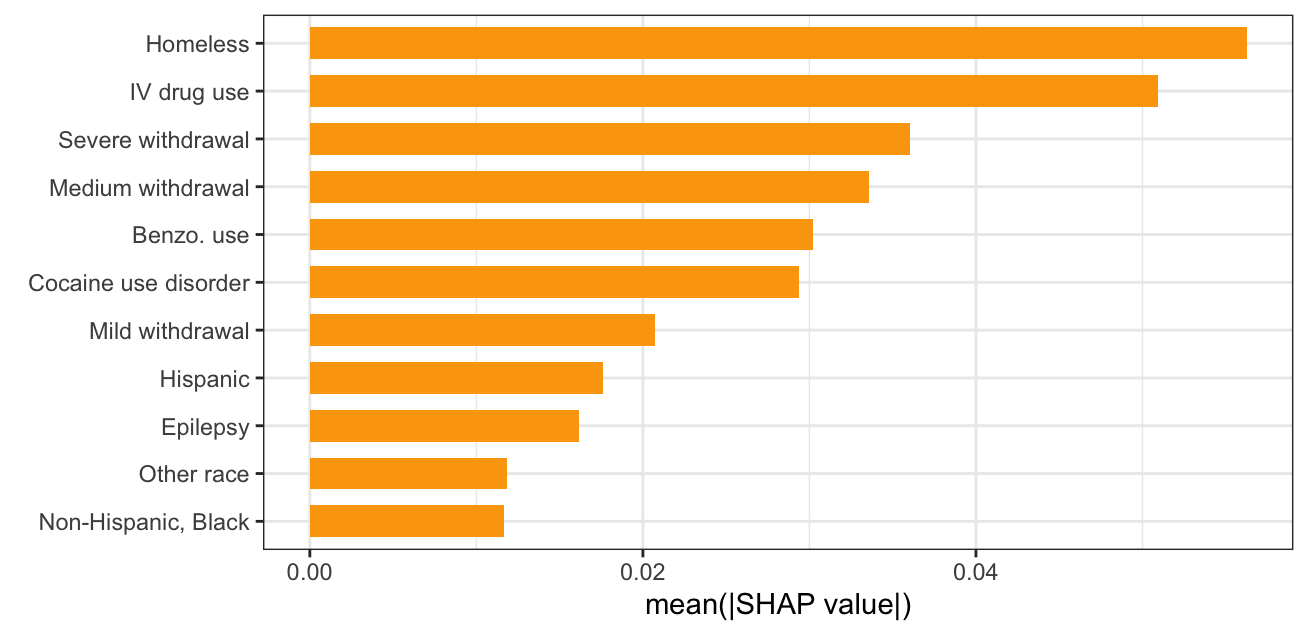 Homeless
IV drug use
Severe withdrawal
Medium withdrawal
Benzo. use
Cocaine use disorder
Mild withdrawal
Hispanic
Epilepsy
Other race
Non-Hispanic, Black
0.00 0.02 0.04
mean(|SHAP value|)